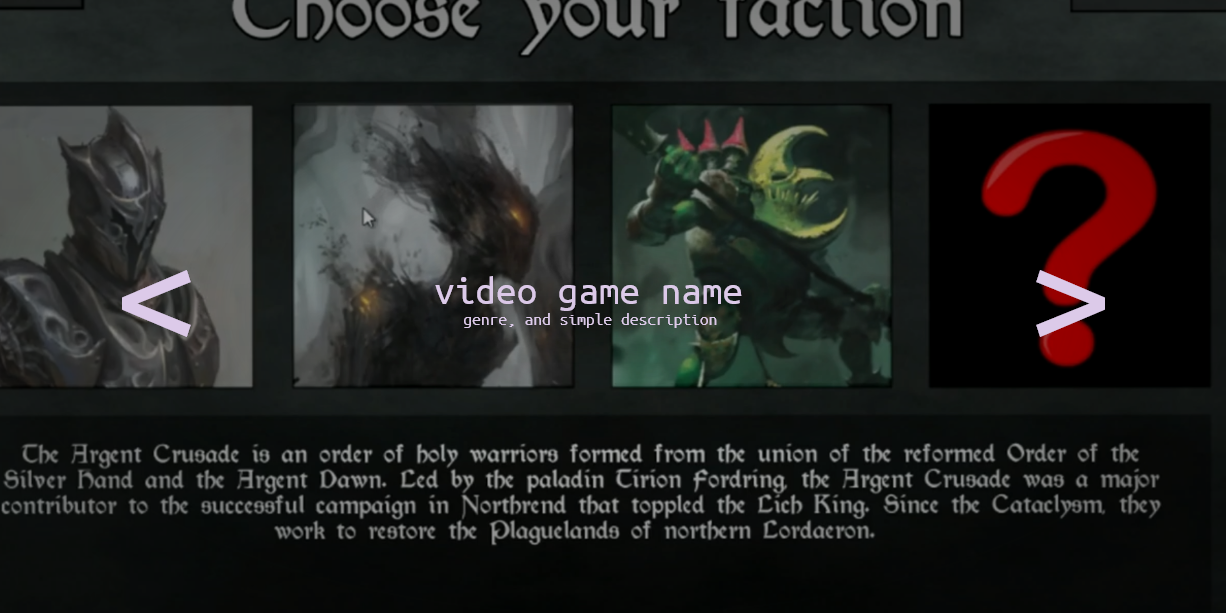 Choose your faction
<
video game name
genre, and simple description
>
?
The Argent Crusade is an order of holy warriors formed from the union of the reformed Order of the
Silver Hand and the Argent Dawn. Led by the paladin Tirion Fordring, the Argent Crusade was a major
contributor to the successful campaign in Northrend that toppled the Lich King. Since the Cataclysm, they
work to restore the Plaguelands of northern Lordaeron.